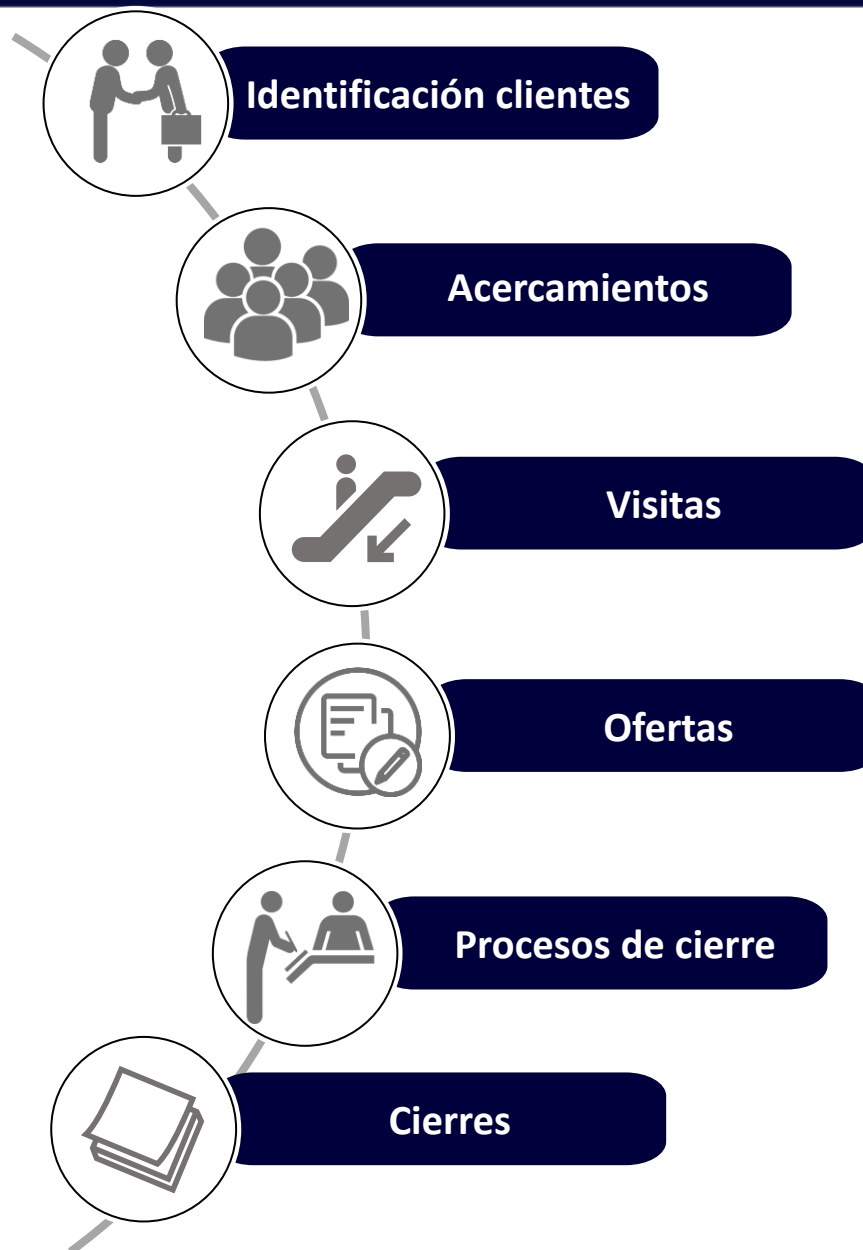 Identificación clientes
Acercamientos
Visitas
Ofertas
Procesos de cierre
Cierres